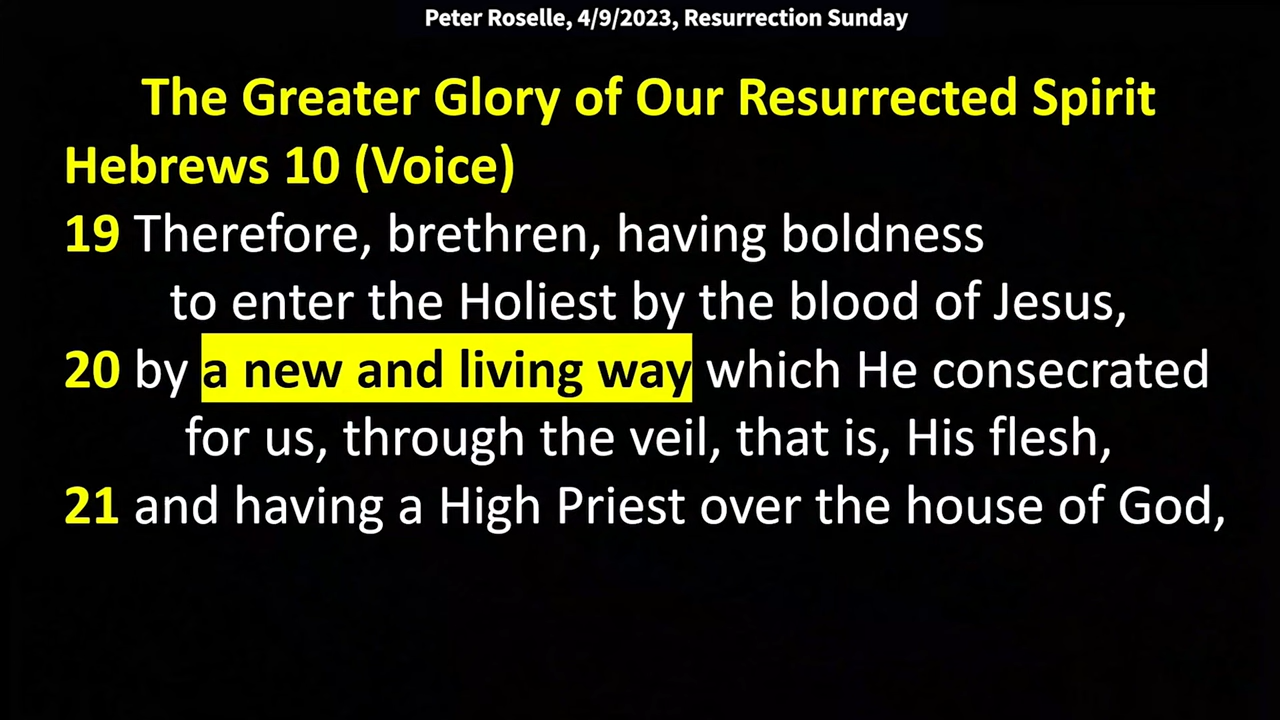 Peter Roselle, 4/9/2023, Resurrection Sunday
The Greater Glory of Our Resurrected Spirit
Hebrews 10 (Voice)
19 Therefore, brethren, having boldness
to enter the Holiest by the blood of Jesus,
20 by a new and living way which He consecrated
for us, through the veil, that is, His flesh,
21 and having a High Priest over the house of God,